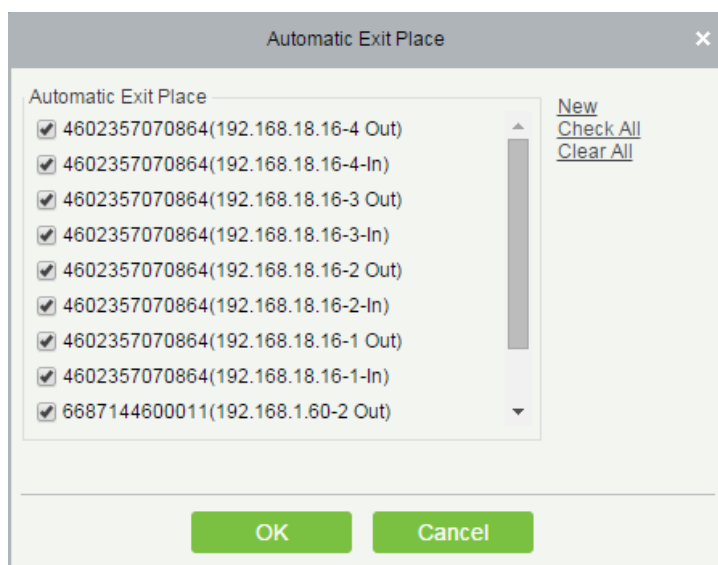 Automatic Exit Place
Automatic Exit Place
4602357070864(192.168.18.16-4 Out)
4602357070864(192.168.18.16-4-In)
4602357070864(192.168.18.16-3 Out)
4602357070864(192.168.18.16-3-In)
4602357070864(192.168.18.16-2 Out)
4602357070864(192.168.18.16-2-In)
4602357070864(192.168.18.16-1 Out)
4602357070864(192.168.18.16-1-In)
6687144600011(192.168.1.60-2 Out)
New
Check All
Clear All
OK
Cancel